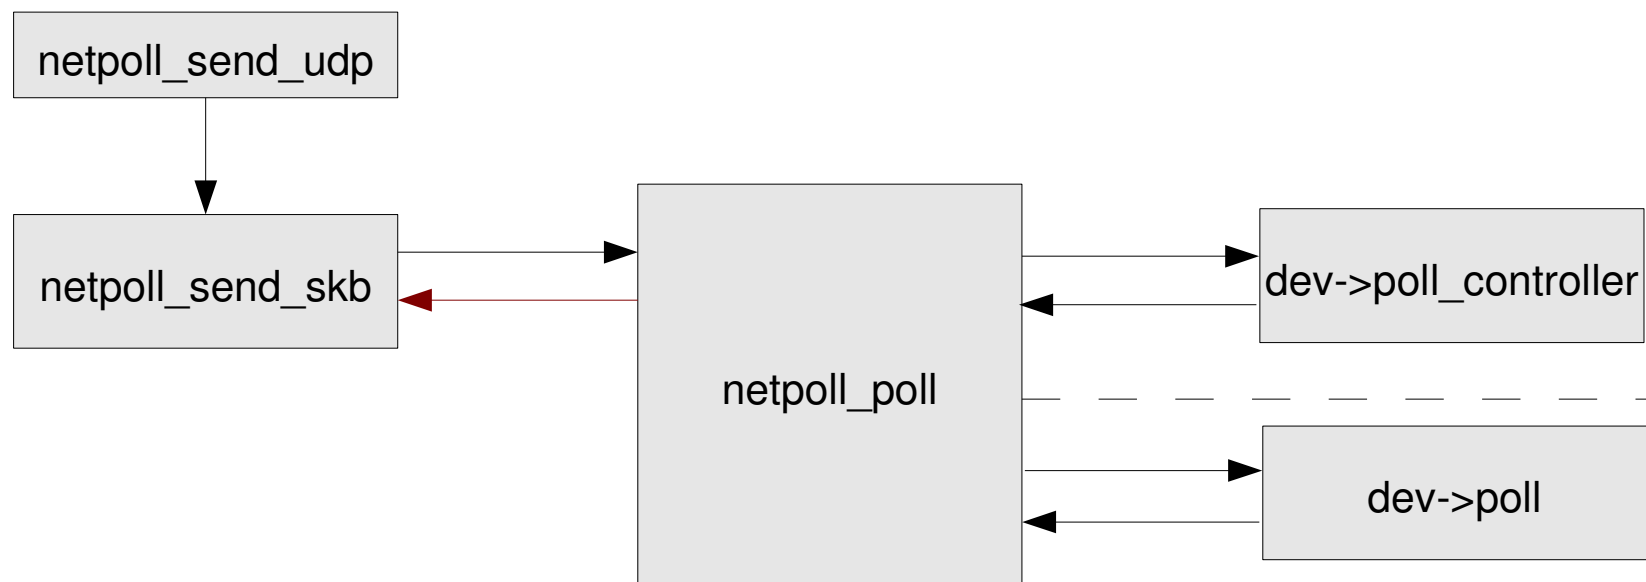 netpoll_send_udp
netpoll_send_skb
dev->poll_controller
netpoll_poll
dev->poll